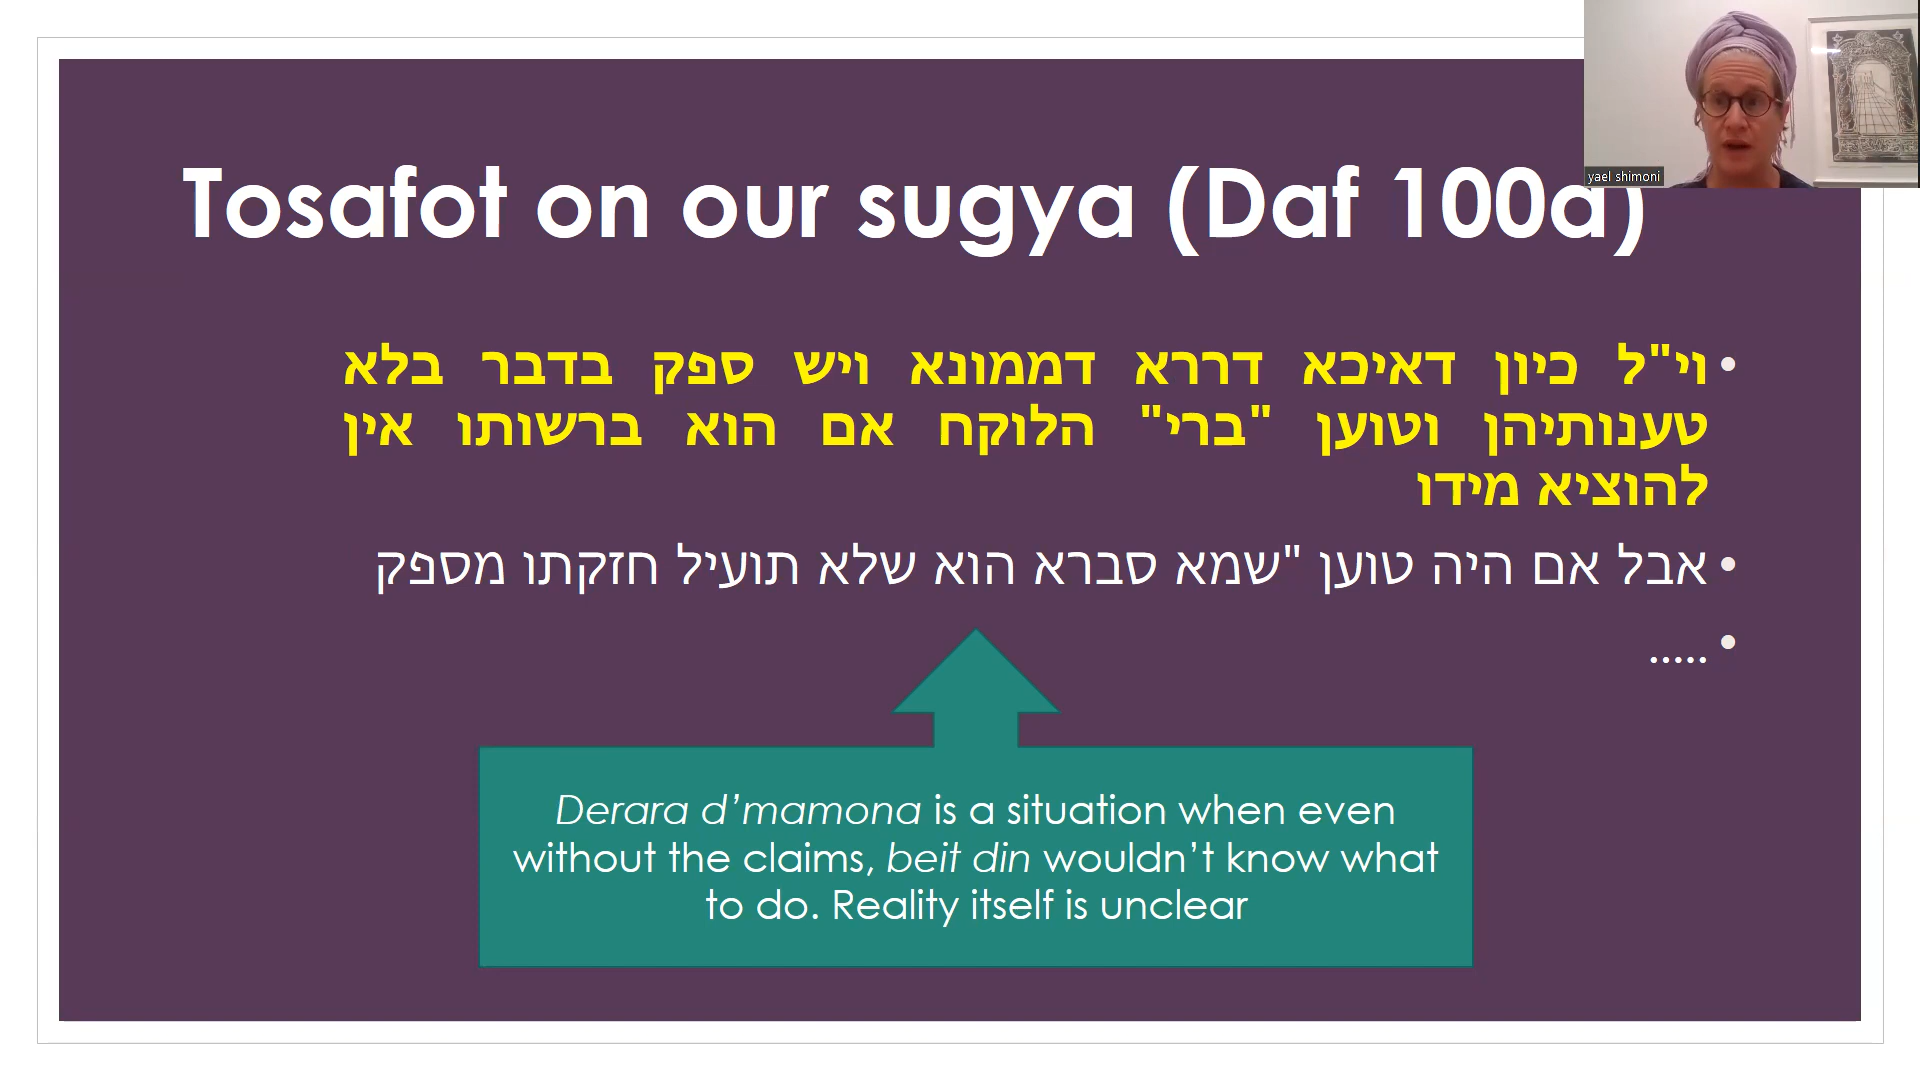 Tosafot on our sugya (Daf 100a)
yael shimoni
• וי"ל כיון דאיכא דררא דממונא ויש ספק בדבר בלא
טענותיהן וטוען "ברי" הלוקח אם הוא ברשותו אין
להוציא מידו
• אבל אם היה טוען "שמא סברא הוא שלא תועיל חזקתו מספק
• .....
Derara d’mamona is a situation when even
without the claims, beit din wouldn’t know what
to do. Reality itself is unclear